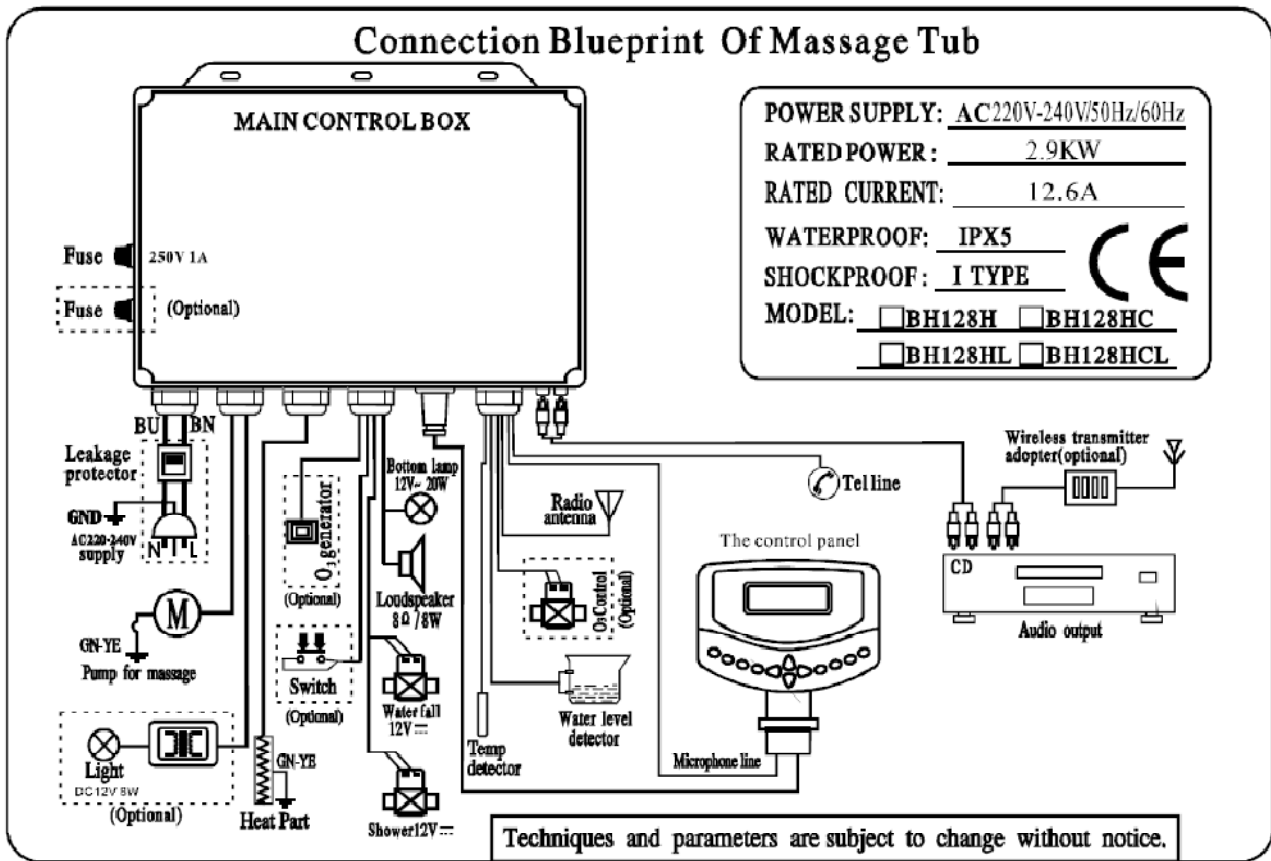 Connection Blueprint Of Massage Tub
MAIN CONTROL BOX
Fuse
250V 1A
Fuse
(Optional)
POWER SUPPLY: AC220V-240V/50Hz/60Hz
RATED POWER: 2.9KW
RATED CURRENT: 12.6A
WATERPROOF: IPX5
SHOCKPROOF: I TYPE
CE
MODEL: BH128H BH128HC
BH128HL BH128HCL
BU BN
Leakage
protector
GND
AC220-240V
supply
N L
M
GN-YE
Pump for massage
Light
DC12V 8W
(Optional)
GN-YE
Heat Part
O3 generator
(Optional)
Switch
(Optional)
Bottom lamp
12V~ 20W
Loudspeaker
8Ω/8W
Water fall
12V
Shower12V
Temp
detector
Radio
antenna
O3Control
(Optional)
Water level
detector
Tel line
The control panel
Microphone line
Wireless transmitter
adopter(optional)
CD
Audio output
Techniques and parameters are subject to change without notice.